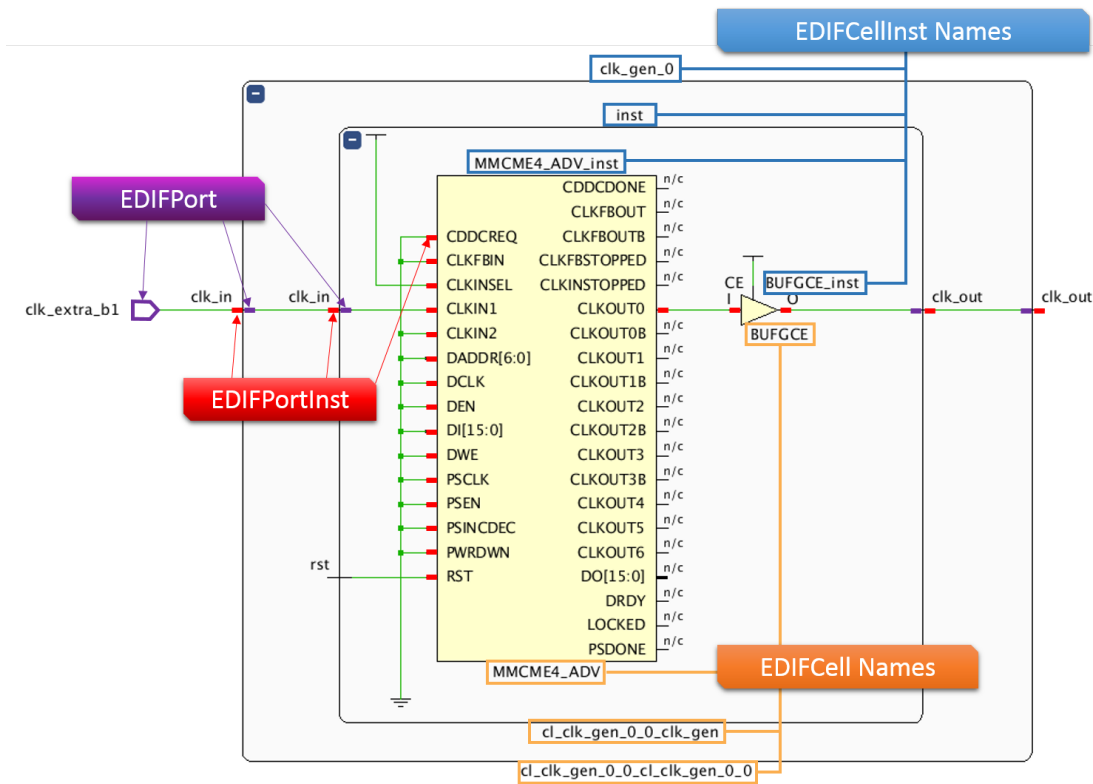 EDIFCellInst Names
clk_gen_0
inst
MMCME4_ADV_inst
EDIFPort
n/c
CDDCDONE
n/c
CLKFBOUT
n/c
CDDCREQ
CLKFBOUTB
n/c
CLKFBIN
CLKFBSTOPPED
n/c
CLKINSEL
CLKINSTOPPED
CE
BUFGCE_inst
clk_extra_b1
clk_in
clk_in
CLKIN1
CLKOUT0
I
O
clk_out
clk_out
n/c
CLKIN2
CLKOUT0B
BUFGCE
n/c
DADDR[6:0]
CLKOUT1
n/c
DCLK
CLKOUT1B
EDIFPortInst
n/c
DEN
CLKOUT2
n/c
DI[15:0]
CLKOUT2B
n/c
DWE
CLKOUT3
n/c
PSCLK
CLKOUT3B
n/c
PSEN
CLKOUT4
n/c
PSINCDEC
CLKOUT5
n/c
PWRDWN
CLKOUT6
n/c
rst
RST
DO[15:0]
n/c
DRDY
n/c
LOCKED
n/c
PSDONE
MMCME4_ADV
EDIFCell Names
cl_clk_gen_0_0_clk_gen
cl_clk_gen_0_0_cl_clk_gen_0_0